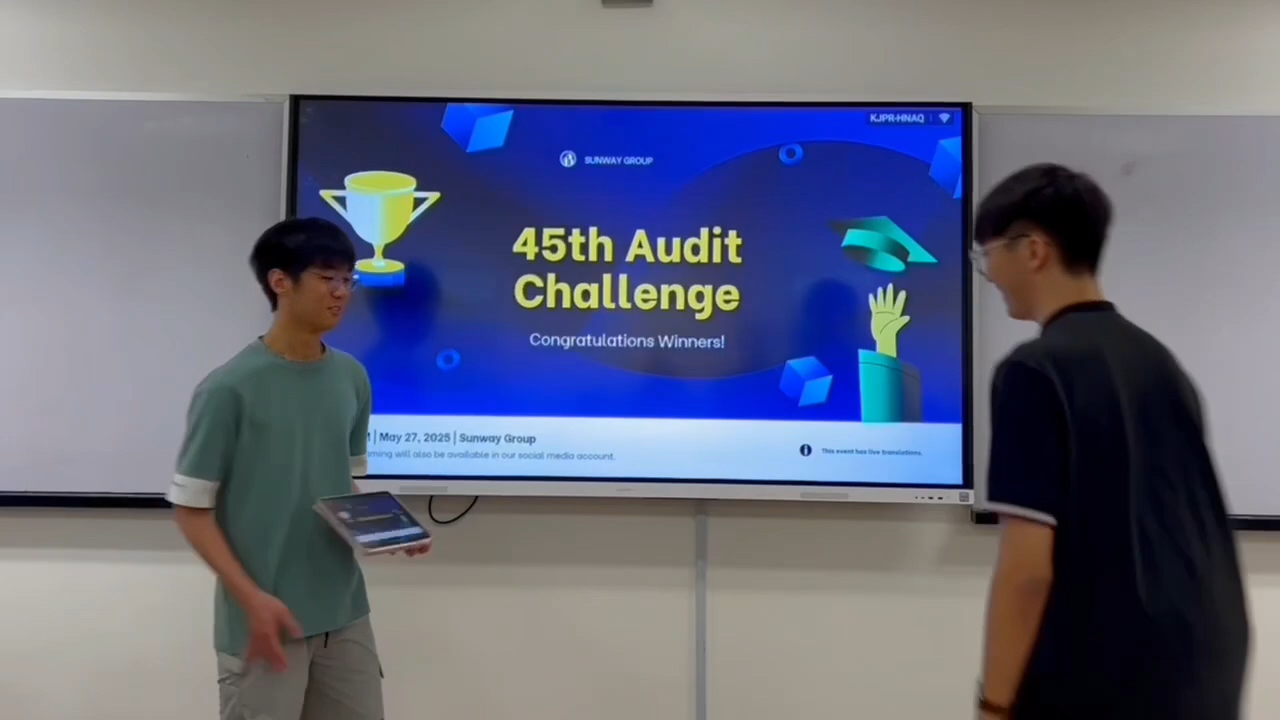 KJPR-HNAQ
SUNWAY GROUP
45th Audit
Challenge
Congratulations Winners!
| May 27, 2025 | Sunway Group
will also be available in our social media account.
This event has live translations.